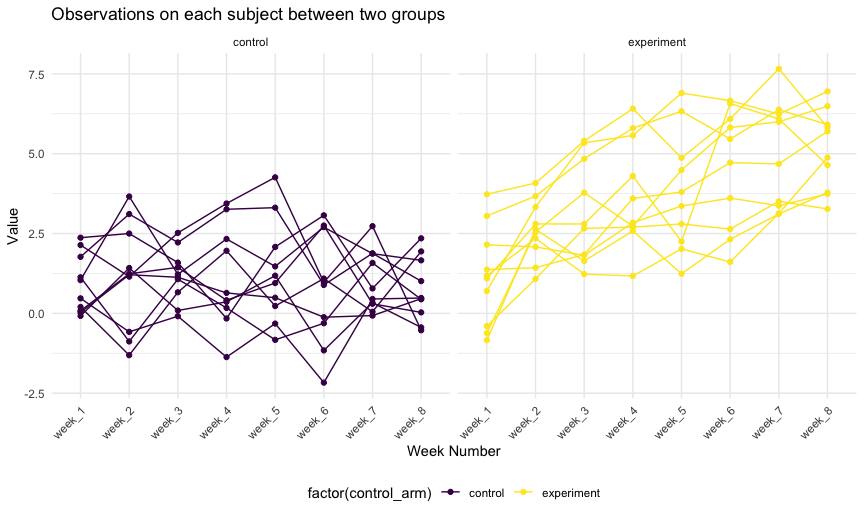 Observations on each subject between two groups
control
experiment
Value
7.5
5.0
2.5
0.0
-2.5
week_1 week_2 week_3 week_4 week_5 week_6 week_7 week_8
week_1 week_2 week_3 week_4 week_5 week_6 week_7 week_8
Week Number
factor(control_arm) control experiment